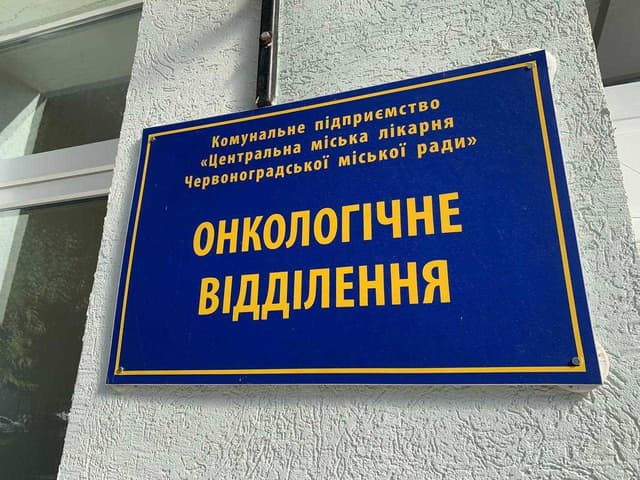 Комунальне підприємство
«Центральна міська лікарня
Червоноградської міської ради»
ОНКОЛОГІЧНЕ
ВІДДІЛЕННЯ